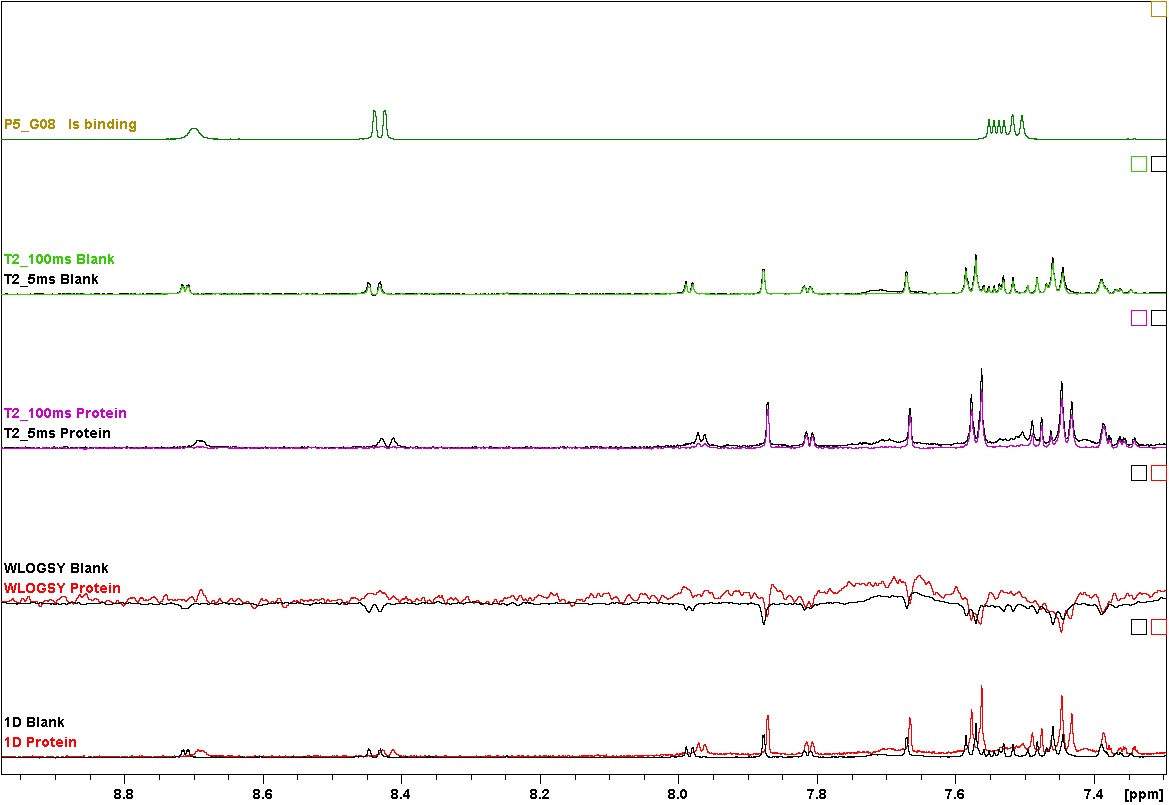 P5_G08 Is binding
T2_100ms Blank
T2_5ms Blank
T2_100ms Protein
T2_5ms Protein
WLOGSY Blank
WLOGSY Protein
1D Blank
1D Protein
8.8 8.6 8.4 8.2 8.0 7.8 7.6 7.4 [ppm]